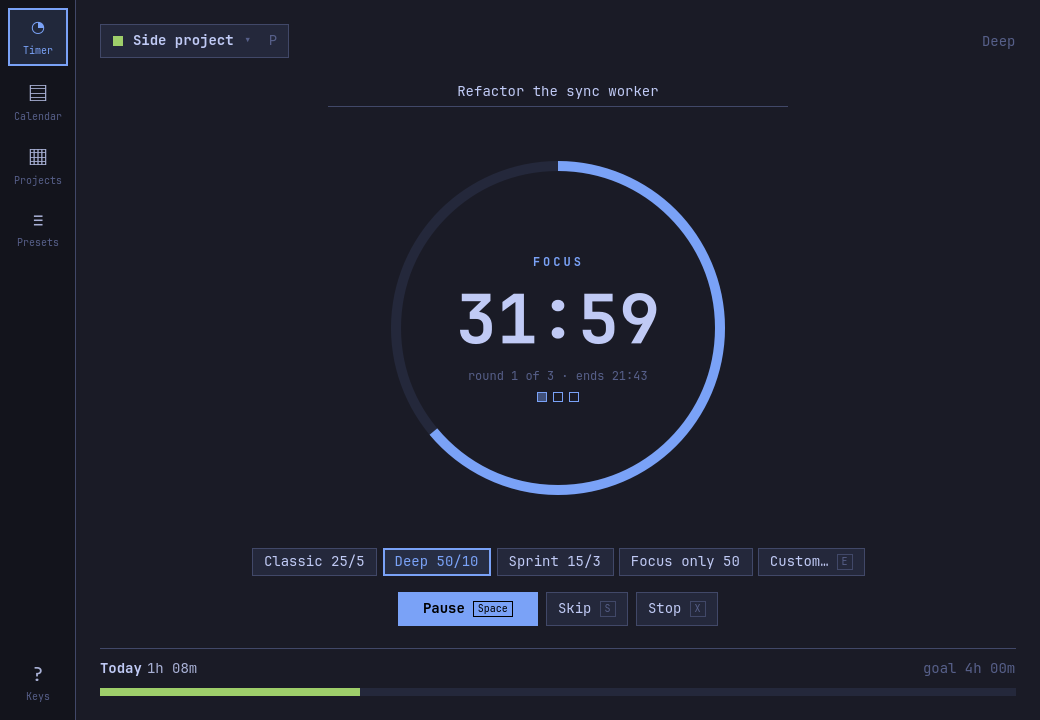 Timer
Calendar
Projects
Presets
? Keys
Side project ▾ P
Deep
Refactor the sync worker
FOCUS
31:59
round 1 of 3 · ends 21:43
Classic 25/5 Deep 50/10 Sprint 15/3 Focus only 50 Custom… E
Pause Space Skip S Stop X
Today 1h 08m goal 4h 00m